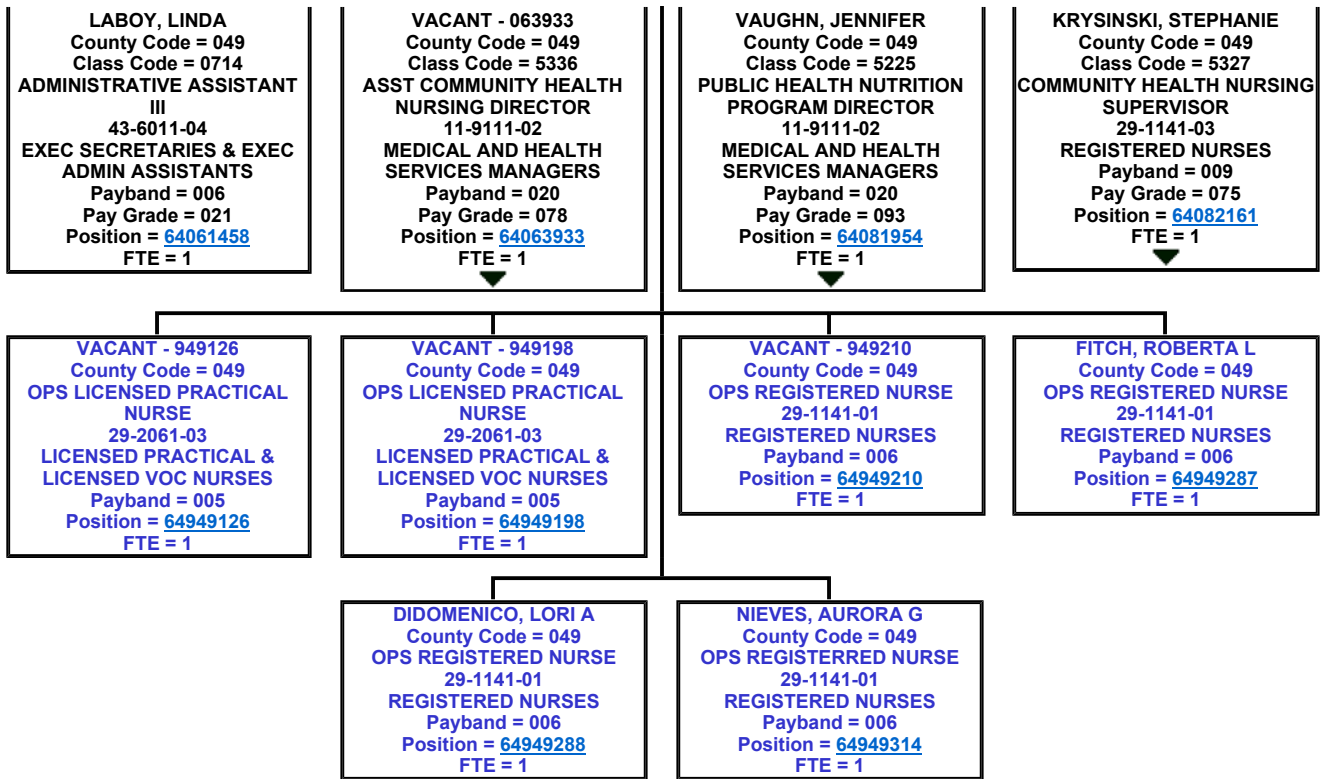 LABOY, LINDA
County Code = 049
Class Code = 0714
ADMINISTRATIVE ASSISTANT
III
43-6011-04
EXEC SECRETARIES & EXEC
ADMIN ASSISTANTS
Payband = 006
Pay Grade = 021
Position = 64061458
FTE = 1
VACANT - 063933
County Code = 049
Class Code = 5336
ASST COMMUNITY HEALTH
NURSING DIRECTOR
11-9111-02
MEDICAL AND HEALTH
SERVICES MANAGERS
Payband = 020
Pay Grade = 078
Position = 64063933
FTE = 1
VAUGHN, JENNIFER
County Code = 049
Class Code = 5225
PUBLIC HEALTH NUTRITION
PROGRAM DIRECTOR
11-9111-02
MEDICAL AND HEALTH
SERVICES MANAGERS
Payband = 020
Pay Grade = 093
Position = 64081954
FTE = 1
KRYSINSKI, STEPHANIE
County Code = 049
Class Code = 5327
COMMUNITY HEALTH NURSING
SUPERVISOR
29-1141-03
REGISTERED NURSES
Payband = 009
Pay Grade = 075
Position = 64082161
FTE = 1
VACANT - 949126
County Code = 049
OPS LICENSED PRACTICAL
NURSE
29-2061-03
LICENSED PRACTICAL &
LICENSED VOC NURSES
Payband = 005
Position = 64949126
FTE = 1
VACANT - 949198
County Code = 049
OPS LICENSED PRACTICAL
NURSE
29-2061-03
LICENSED PRACTICAL &
LICENSED VOC NURSES
Payband = 005
Position = 64949198
FTE = 1
VACANT - 949210
County Code = 049
OPS REGISTERED NURSE
29-1141-01
REGISTERED NURSES
Payband = 006
Position = 64949210
FTE = 1
FITCH, ROBERTA L
County Code = 049
OPS REGISTERED NURSE
29-1141-01
REGISTERED NURSES
Payband = 006
Position = 64949287
FTE = 1
DIDOMENICO, LORI A
County Code = 049
OPS REGISTERED NURSE
29-1141-01
REGISTERED NURSES
Payband = 006
Position = 64949288
FTE = 1
NIEVES, AURORA G
County Code = 049
OPS REGISTERRED NURSE
29-1141-01
REGISTERED NURSES
Payband = 006
Position = 64949314
FTE = 1